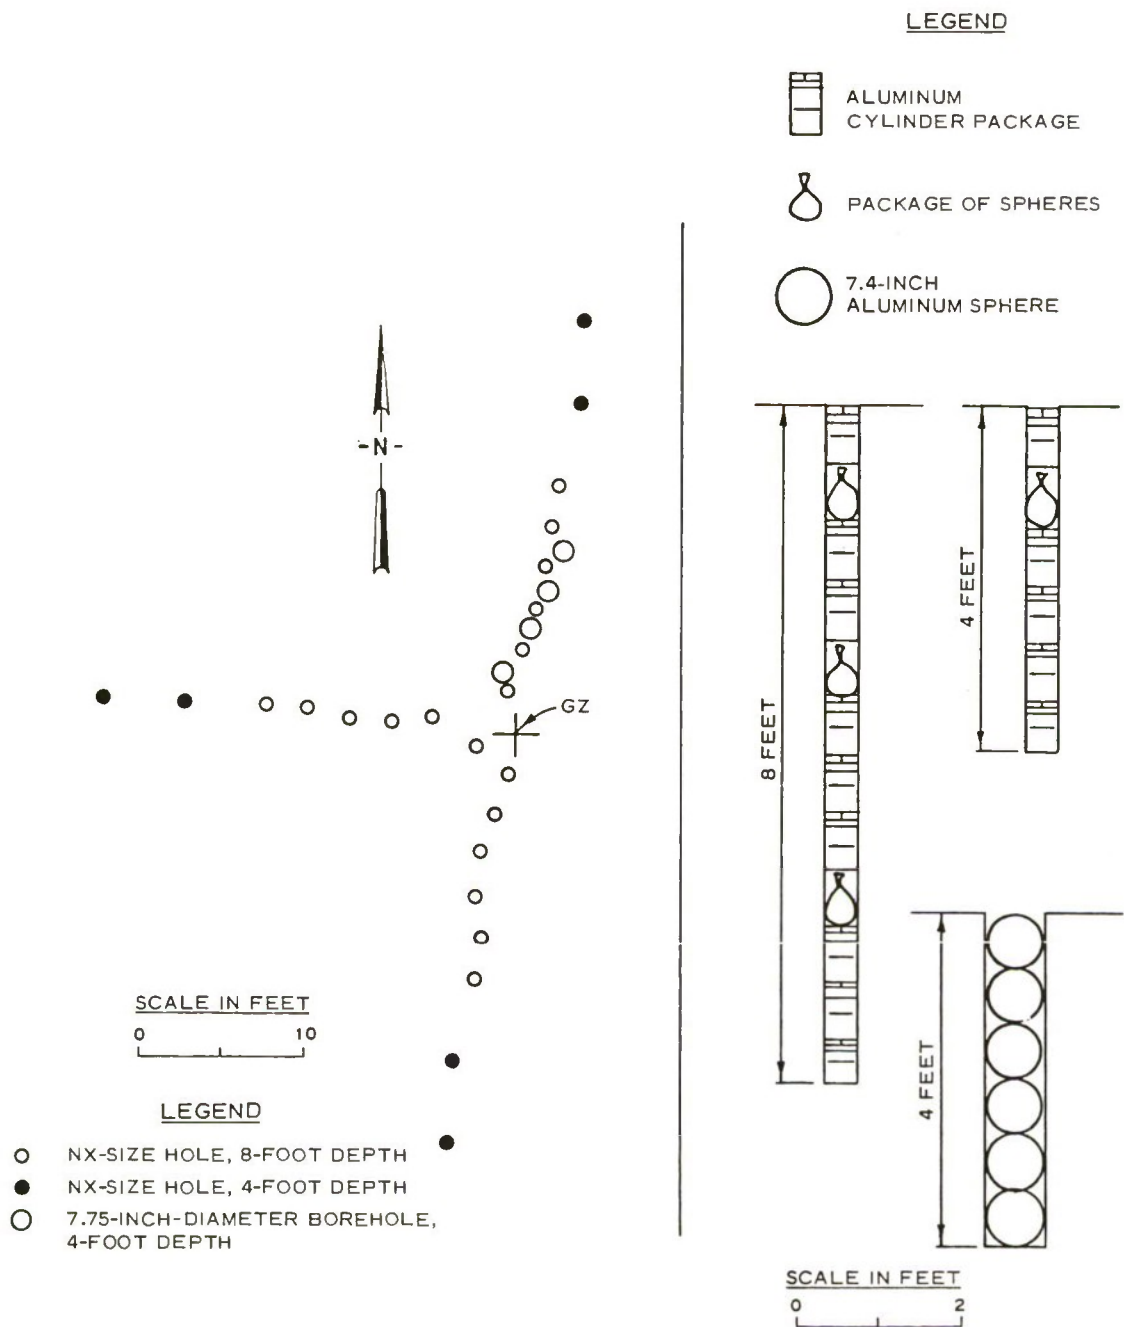 LEGEND
ALUMINUM
CYLINDER PACKAGE
PACKAGE OF SPHERES
7.4-INCH
ALUMINUM SPHERE
-N-
GZ
8 FEET
4 FEET
4 FEET
SCALE IN FEET
0 10
LEGEND
NX-SIZE HOLE, 8-FOOT DEPTH
NX-SIZE HOLE, 4-FOOT DEPTH
7.75-INCH-DIAMETER BOREHOLE,
4-FOOT DEPTH
SCALE IN FEET
0 2